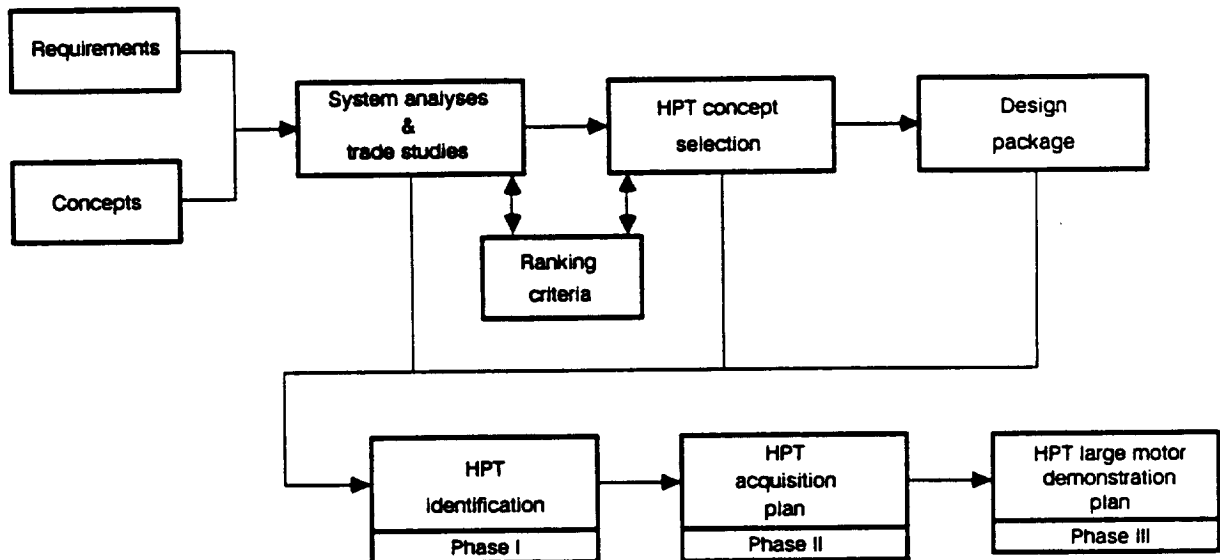 Requirements
Concepts
System analyses
&
trade studies
HPT concept
selection
Design
package
Ranking
criteria
HPT
identification
Phase I
HPT
acquisition
plan
Phase II
HPT large motor
demonstration
plan
Phase III